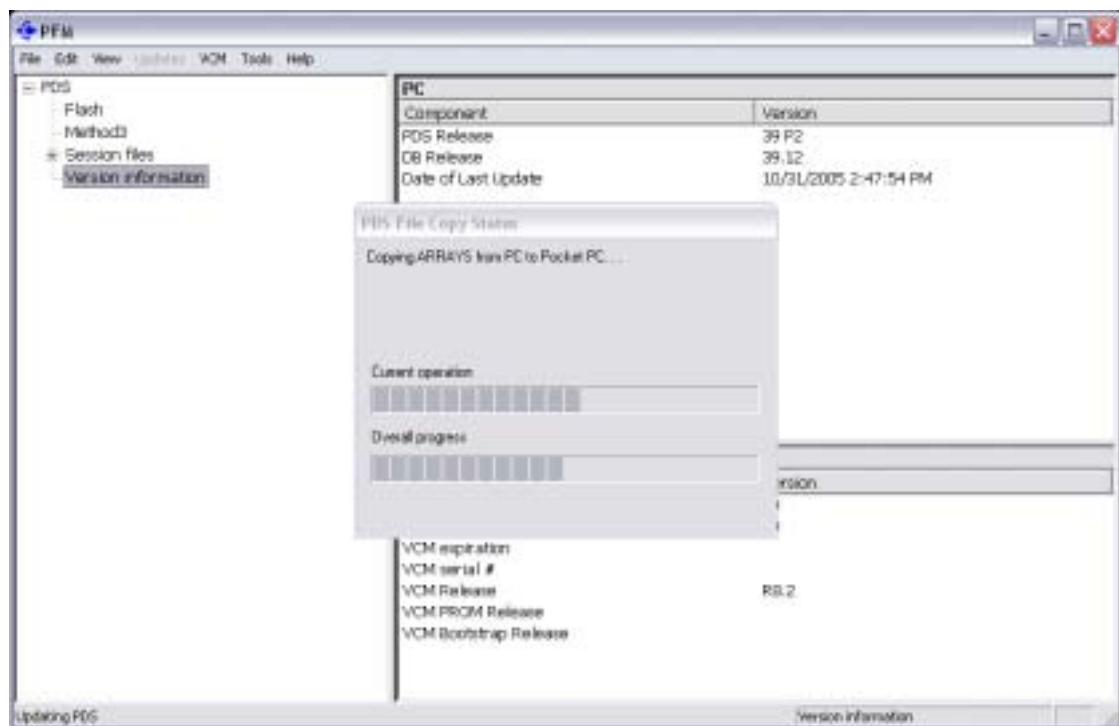 PFM
File Edit View Updates VCM Tools Help
PDS
Flash
Method3
Session files
Version information
PC
Component Version
PDS Release 39 P2
DB Release 39.12
Date of Last Update 10/31/2005 2:47:54 PM
PDS File Copy Status
Copying ARRAYS from PC to Pocket PC. . .
Current operation
Overall progress
ersion
VCM expiration
VCM serial #
VCM Release R8.2
VCM PROM Release
VCM Bootstrap Release
Updating PDS Version information